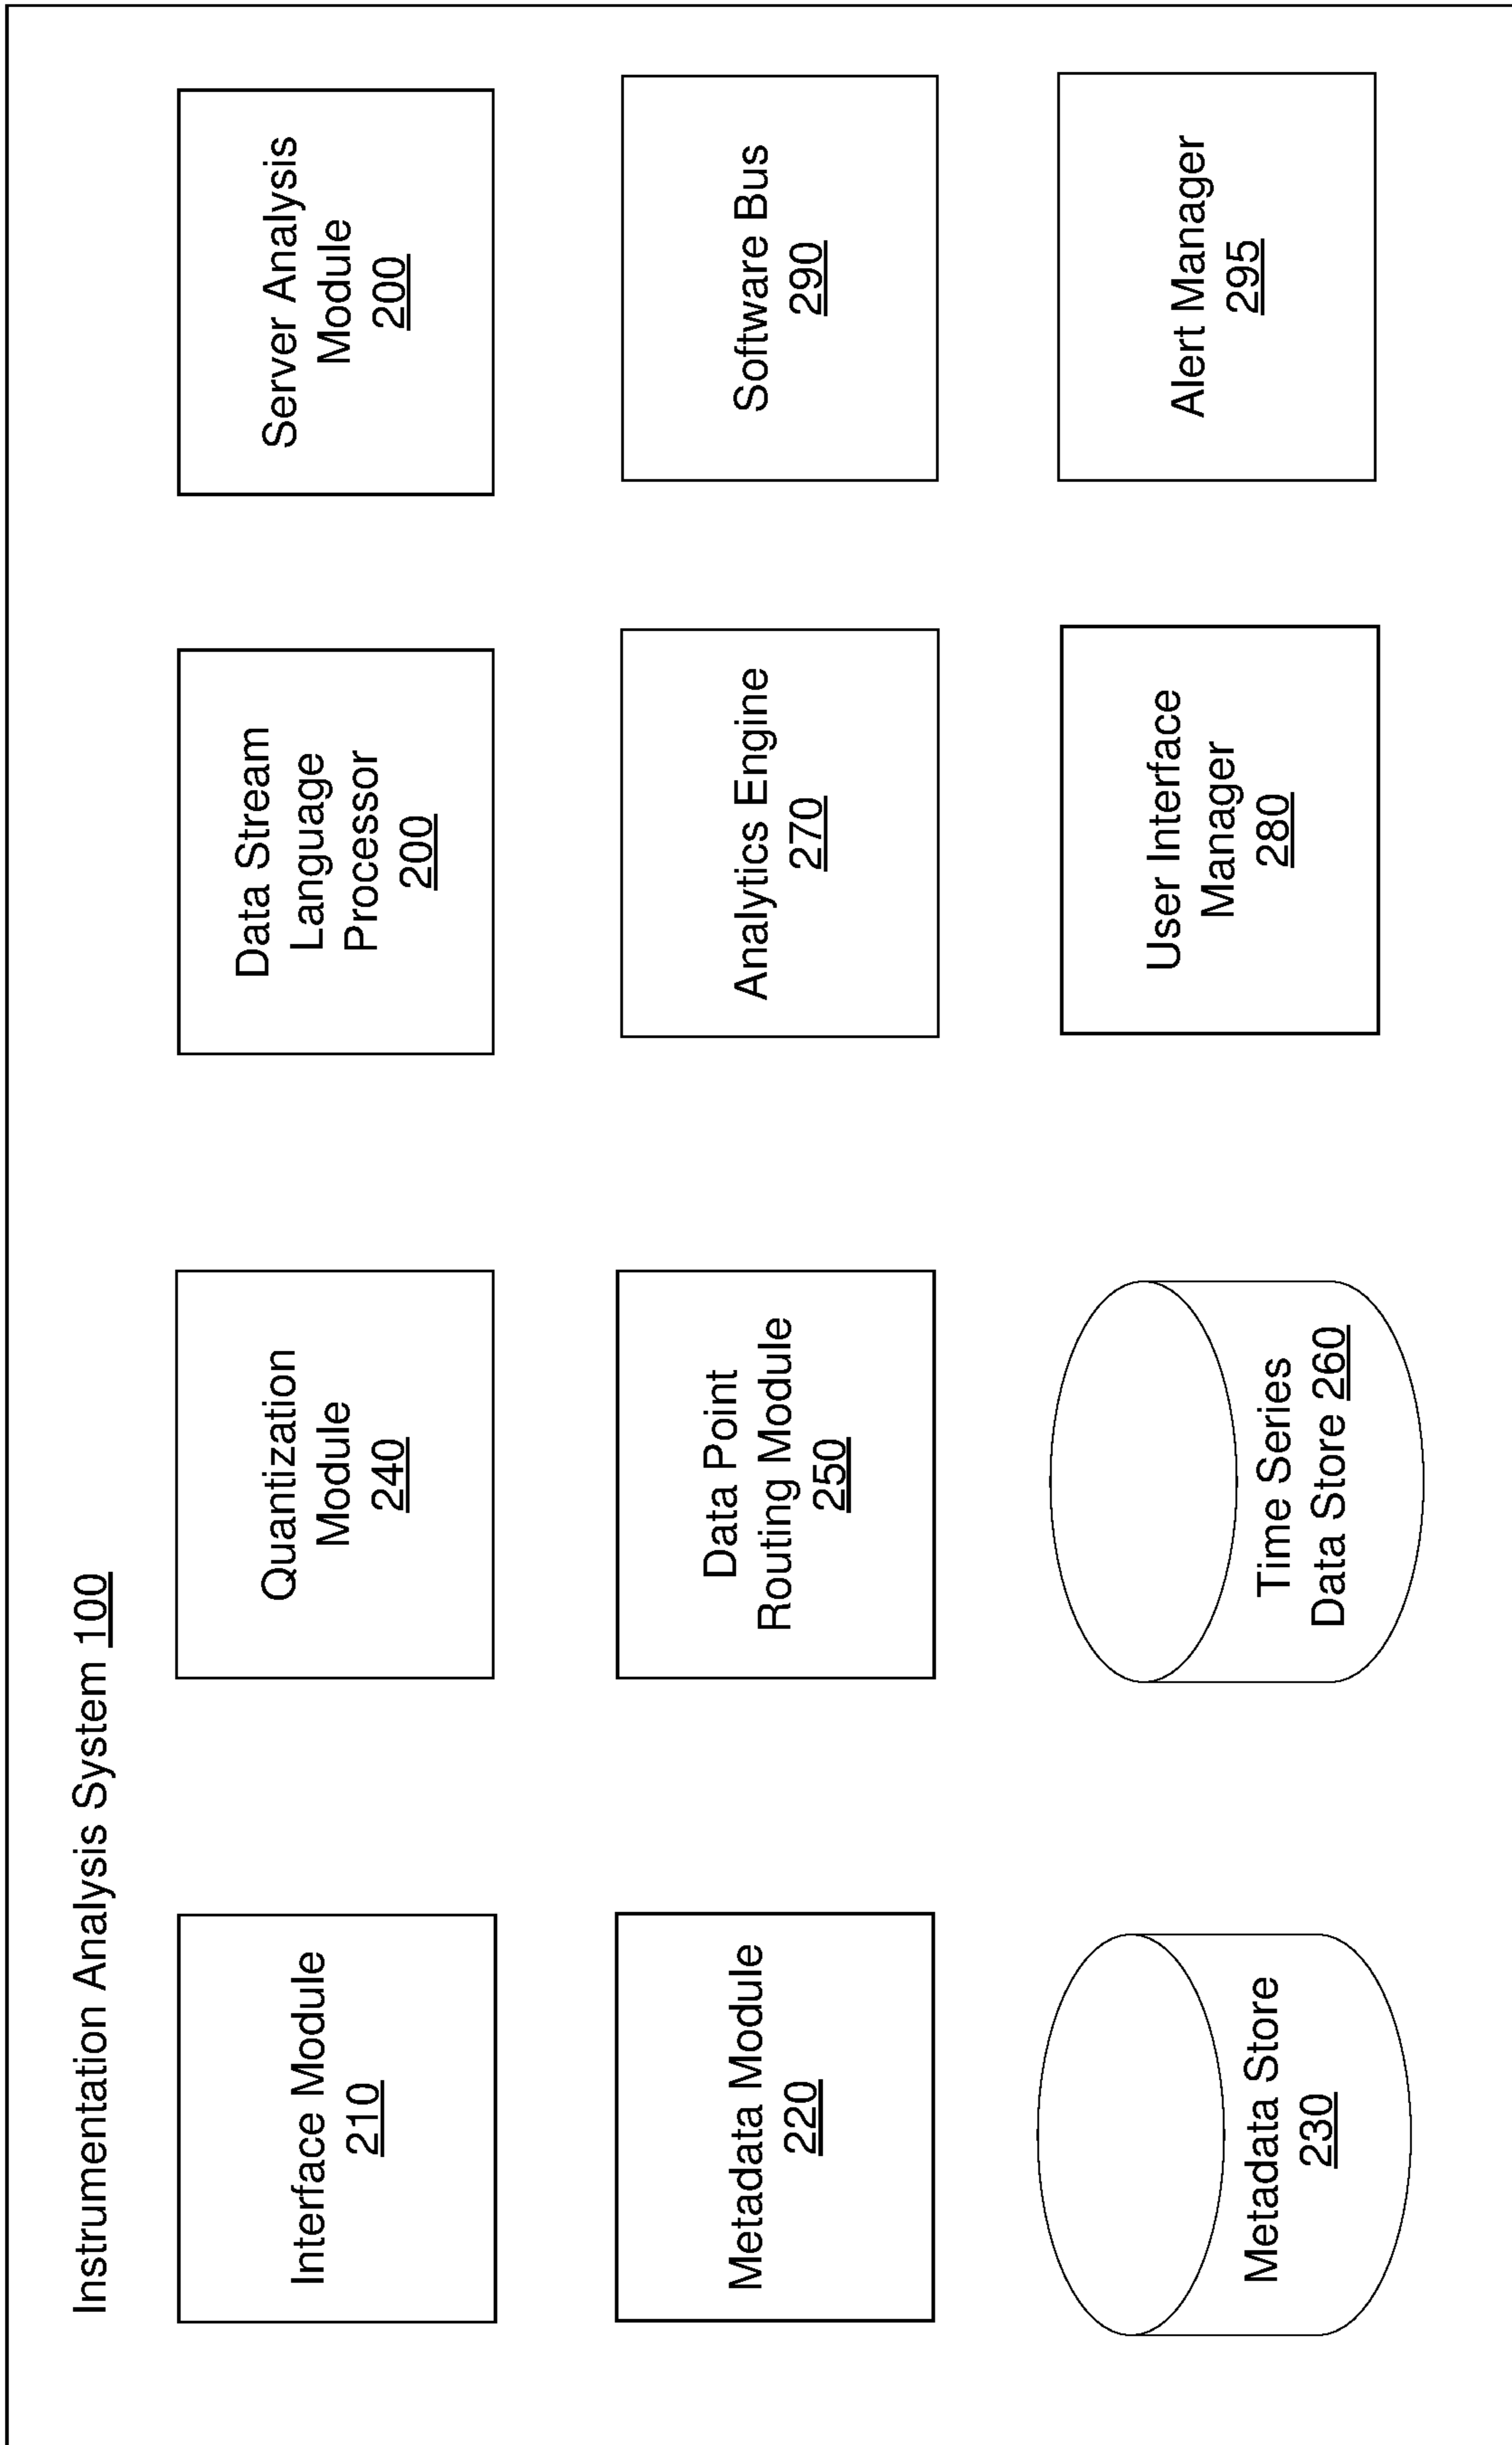 Instrumentation Analysis System 100
Interface Module
210
Quantization
Module
240
Data Stream
Language
Processor
200
Server Analysis
Module
200
Metadata Module
220
Data Point
Routing Module
250
Analytics Engine
270
Software Bus
290
Metadata Store
230
Time Series
Data Store 260
User Interface
Manager
280
Alert Manager
295